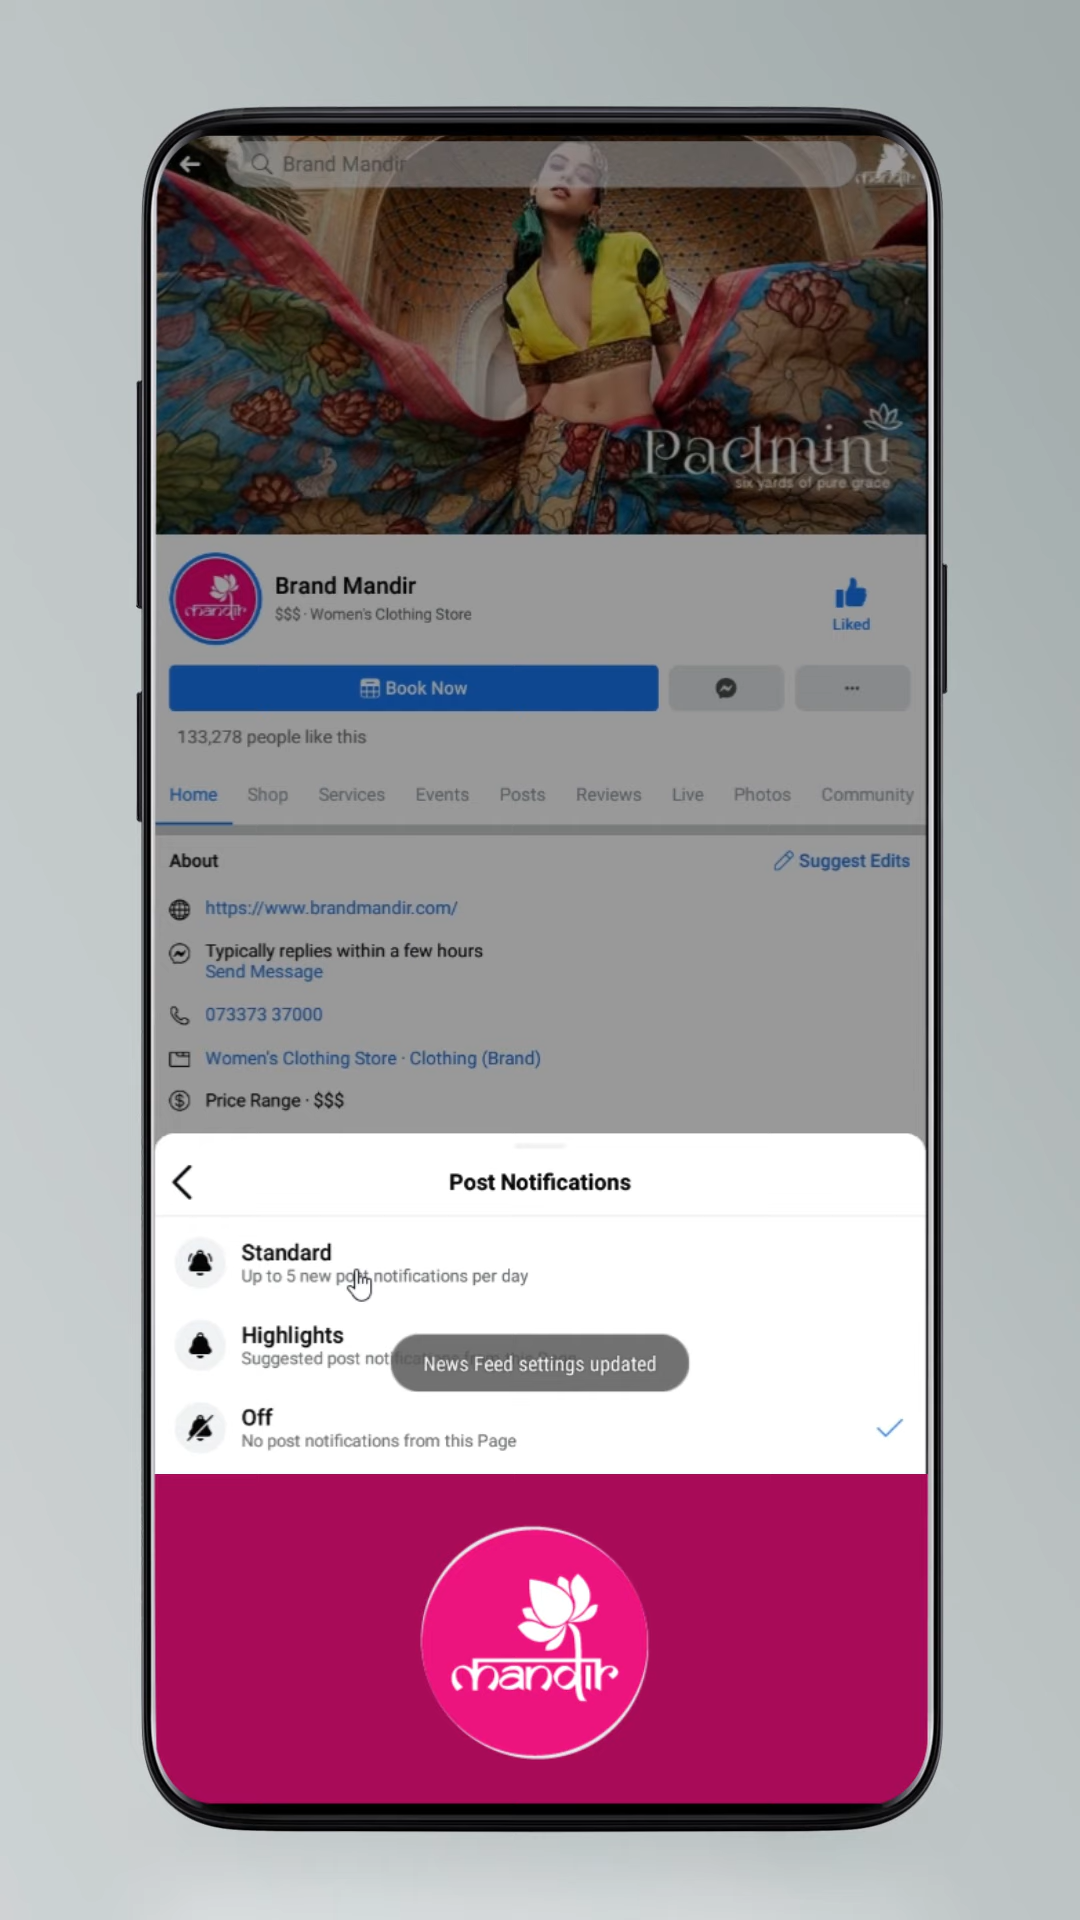 Brand Mandir
mandir
Padmini
six yards of pure grace
mandir
Brand Mandir
$$$ · Women's Clothing Store
Liked
Book Now
...
133,278 people like this
Home Shop Services Events Posts Reviews Live Photos Community
About
Suggest Edits
https://www.brandmandir.com/
Typically replies within a few hours
Send Message
073373 37000
Women's Clothing Store · Clothing (Brand)
Price Range · $$$
Post Notifications
Standard
Up to 5 new post notifications per day
Highlights
Suggested post
News Feed settings updated
Off
No post notifications from this Page
mandir